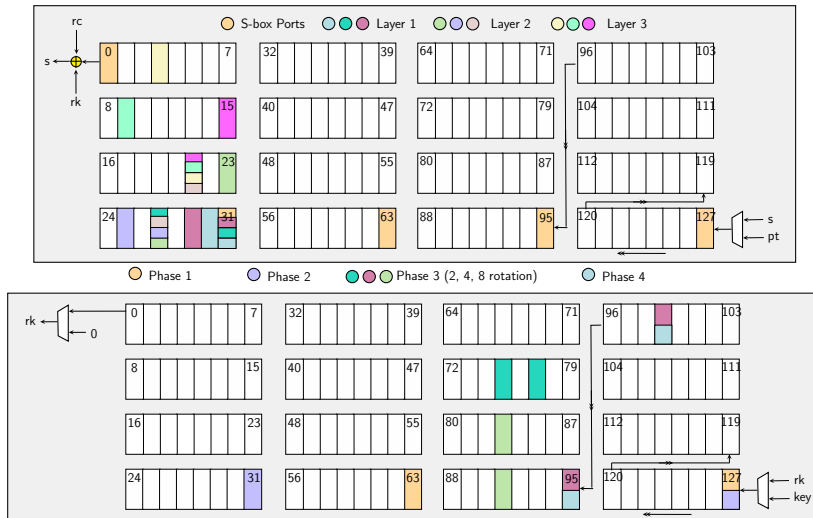 S-box Ports Layer 1 Layer 2 Layer 3
rc
0 7 32 39 64 71 96 103
s
rk
8 15 40 47 72 79 104 111
16 23 48 55 80 87 112 119
24 31 56 63 88 95 120 127
s
pt
Phase 1 Phase 2 Phase 3 (2, 4, 8 rotation) Phase 4
0 7 32 39 64 71 96 103
rk
0
8 15 40 47 72 79 104 111
16 23 48 55 80 87 112 119
24 31 56 63 88 95 120 127
rk
key